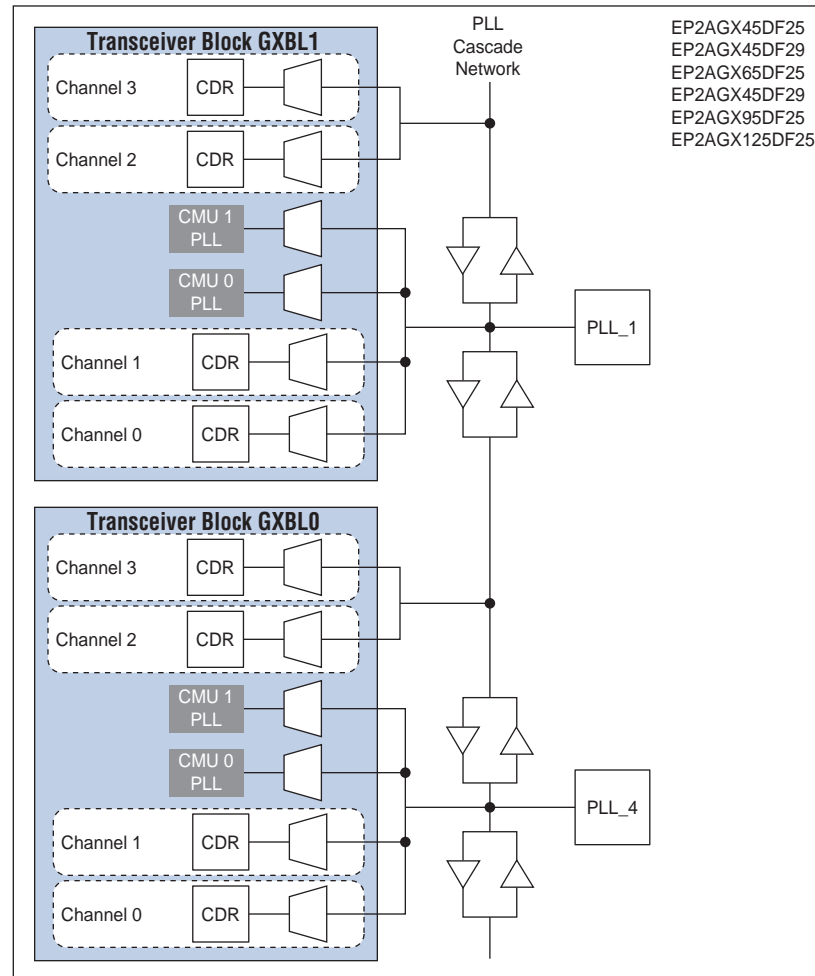 Transceiver Block GXBL1
Channel 3
CDR
Channel 2
CDR
CMU 1
PLL
CMU 0
PLL
Channel 1
CDR
Channel 0
CDR
PLL
Cascade
Network
PLL_1
EP2AGX45DF25
EP2AGX45DF29
EP2AGX65DF25
EP2AGX45DF29
EP2AGX95DF25
EP2AGX125DF25
Transceiver Block GXBL0
Channel 3
CDR
Channel 2
CDR
CMU 1
PLL
CMU 0
PLL
Channel 1
CDR
Channel 0
CDR
PLL_4